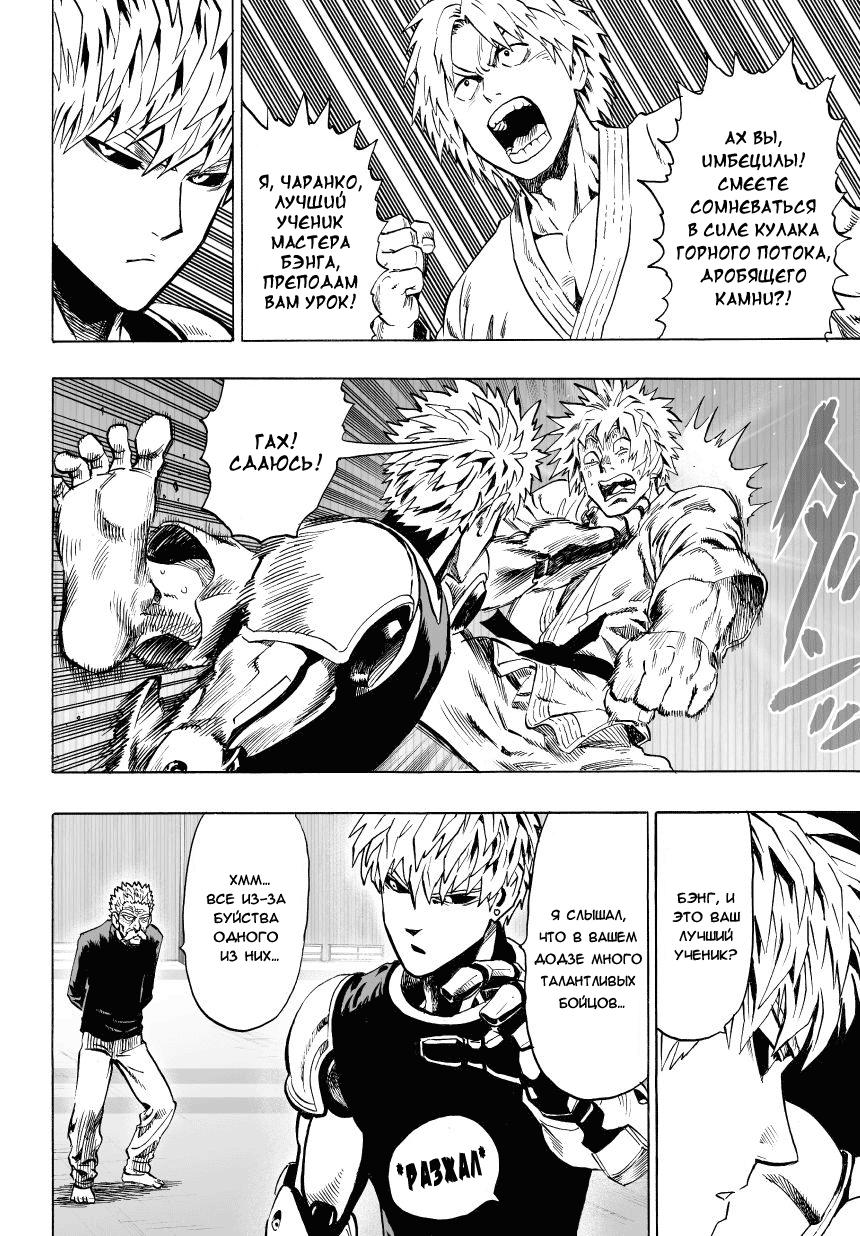 АХ ВЫ,
ИМБЕЦИЛЫ!
СМЕЕТЕ
СОМНЕВАТЬСЯ
В СИЛЕ КУЛАКА
ГОРНОГО ПОТОКА,
ДРОБЯЩЕГО
КАМНИ?!
Я, ЧАРАНКО,
ЛУЧШИЙ
УЧЕНИК
МАСТЕРА
БЭНГА,
ПРЕПОДАМ
ВАМ УРОК!
ГАХ!
СДАЮСЬ!
БЭНГ, И
ЭТО ВАШ
ЛУЧШИЙ
УЧЕНИК?
Я СЛЫШАЛ,
ЧТО В ВАШЕМ
ДОДЗЕ МНОГО
ТАЛАНТЛИВЫХ
БОЙЦОВ...
*РАЗЖАЛ*
ХММ...
ВСЕ ИЗ-ЗА
БУЙСТВА
ОДНОГО
ИЗ НИХ...